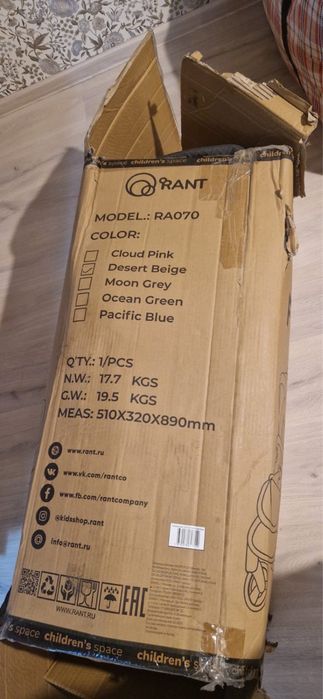 children's space children's space children's
RANT
MODEL.: RA070
COLOR:
Cloud Pink
Desert Beige
Moon Grey
Ocean Green
Pacific Blue
Q'TY.: 1/PCS
N.W.: 17.7 KGS
G.W.: 19.5 KGS
MEAS: 510X320X890mm
www.rant.ru
www.vk.com/rantco
www.fb.com/rantcompany
@kidsshop.rant
info@rant.ru
WWW.RANT.RU
EAC
's space children's space children's